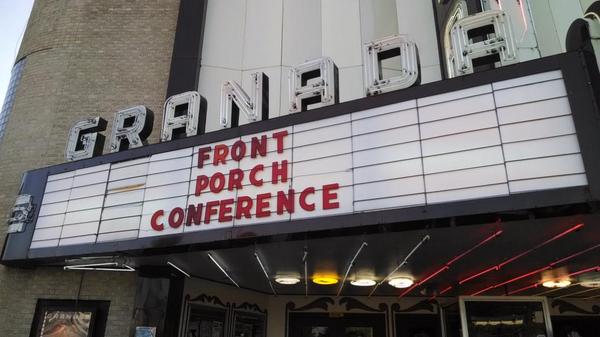 GRANADA
FRONT
PORCH
CONFERENCE